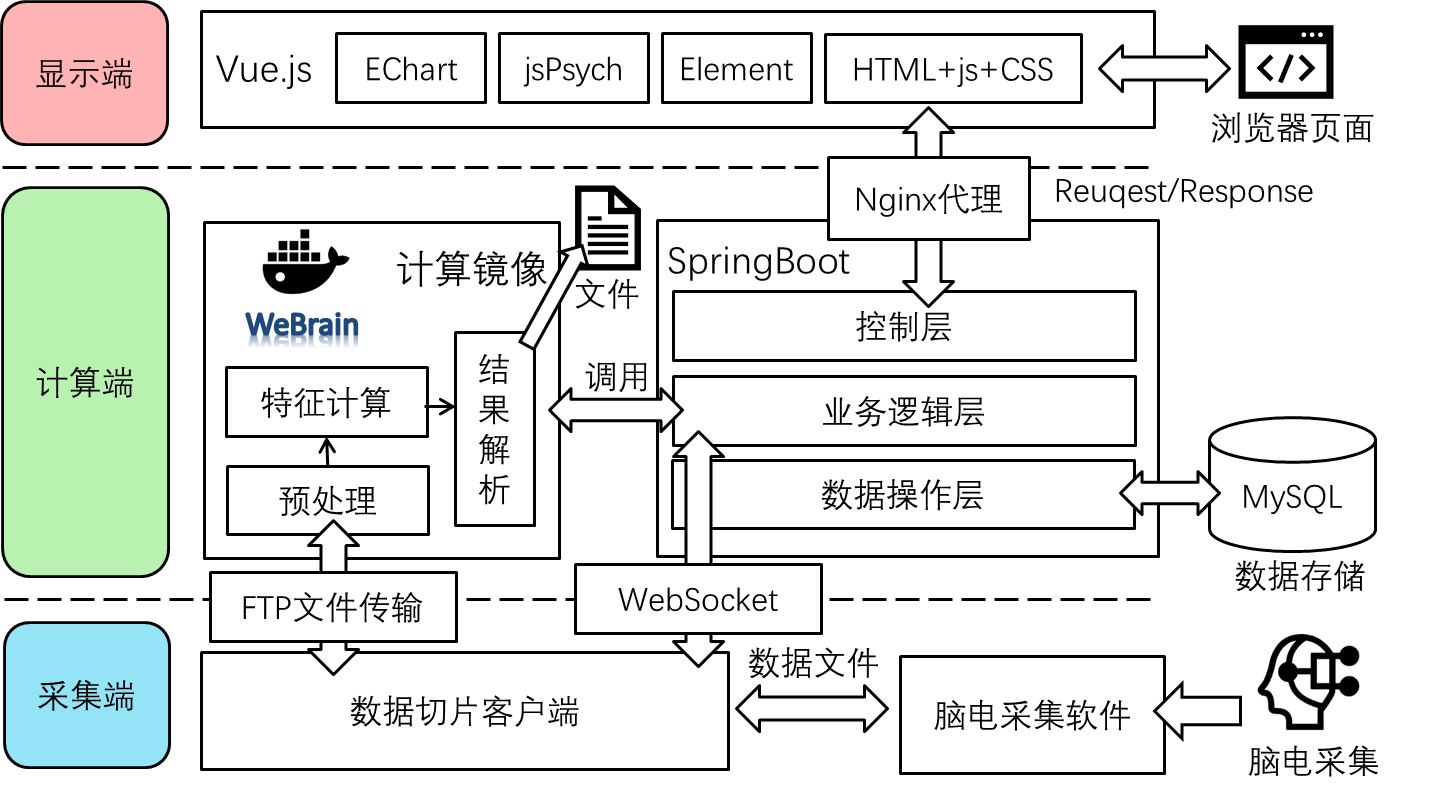 显示端
Vue.js
EChart
jsPsych
Element
HTML+js+CSS
浏览器页面
Nginx代理
Reuqest/Response
计算端
WeBrain
计算镜像
文件
特征计算
预处理
结果解析
调用
SpringBoot
控制层
业务逻辑层
数据操作层
MySQL
数据存储
FTP文件传输
WebSocket
采集端
数据切片客户端
数据文件
脑电采集软件
脑电采集